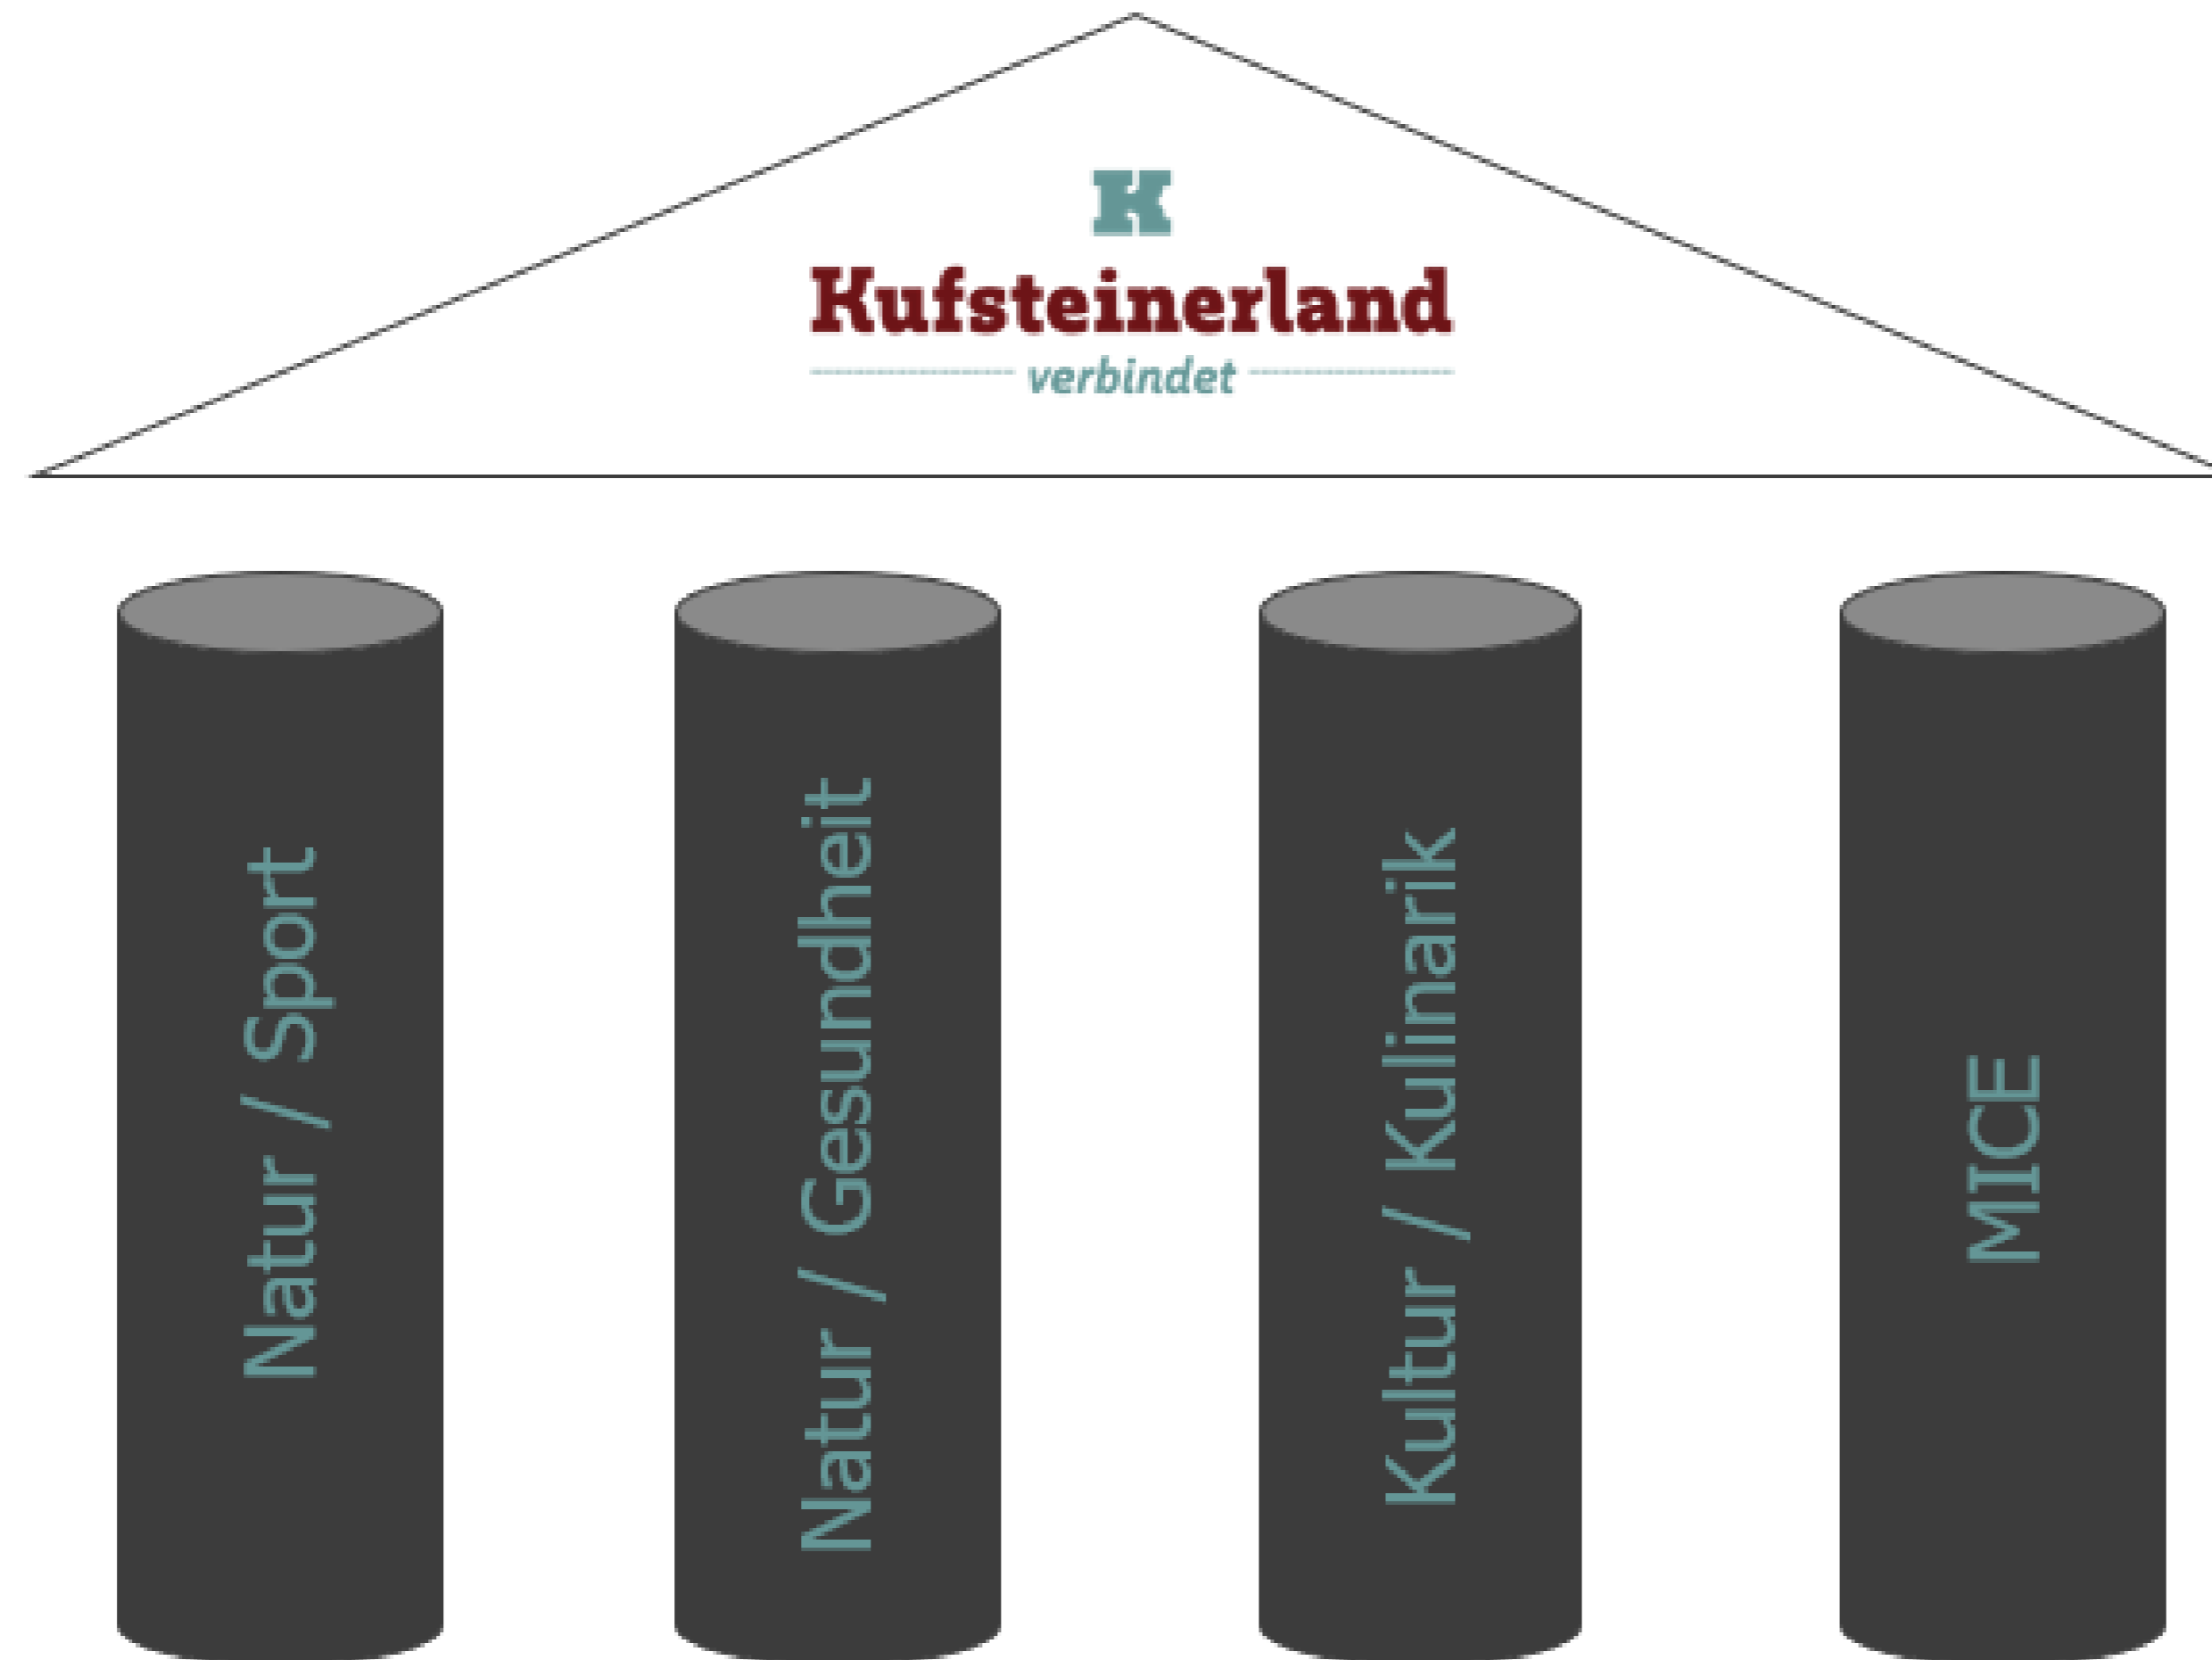 K
Kufsteinerland
verbindet
Natur / Sport
Natur / Gesundheit
Kultur / Kulinarik
MICE